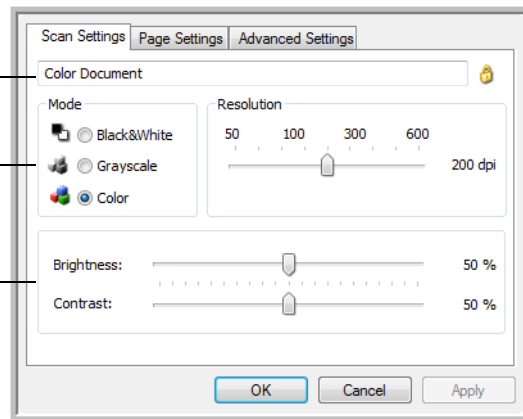 Scan Settings Page Settings Advanced Settings
Color Document
Mode
Black&White
Grayscale
Color
Resolution
50 100 300 600
200 dpi
Brightness: 50 %
Contrast: 50 %
OK Cancel Apply